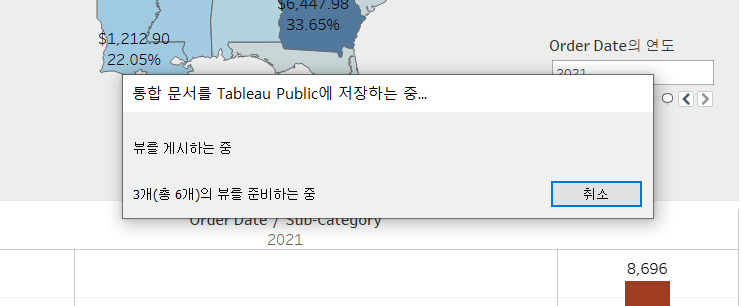 $6,447.98
33.65%
$1,212.90
22.05%
Order Date의 연도
2021
통합 문서를 Tableau Public에 저장하는 중...
뷰를 게시하는 중
3개(총 6개)의 뷰를 준비하는 중
취소
Order Date / Sub-Category
2021
8,696